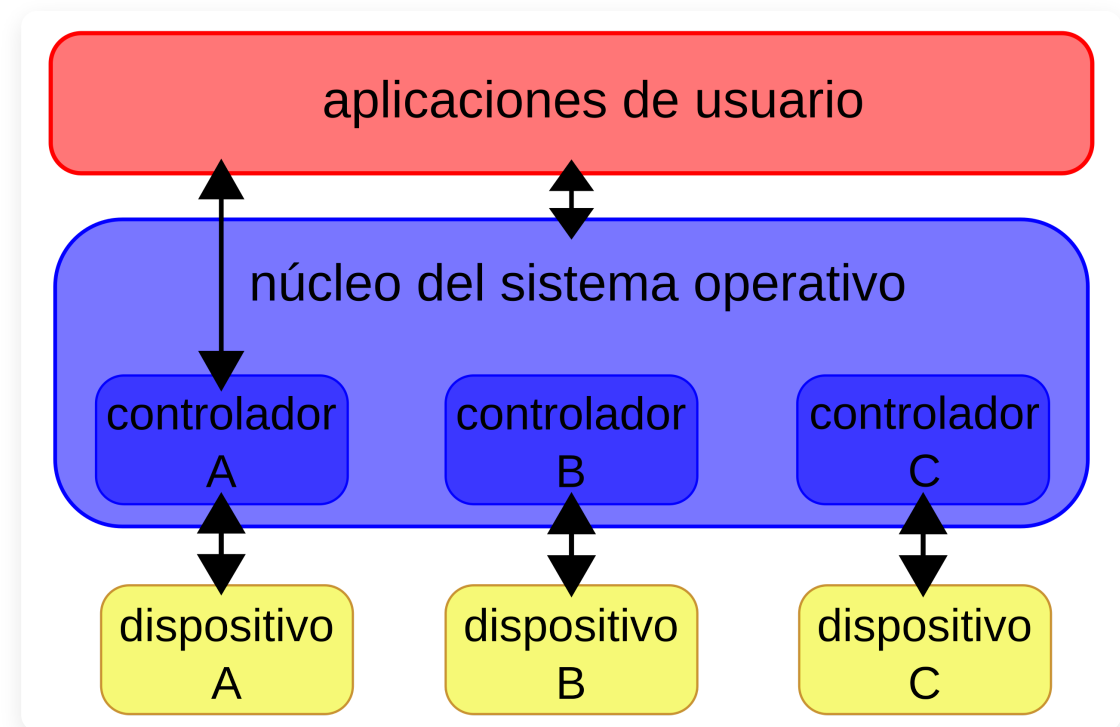 aplicaciones de usuario
núcleo del sistema operativo
controlador
A
controlador
B
controlador
C
dispositivo
A
dispositivo
B
dispositivo
C